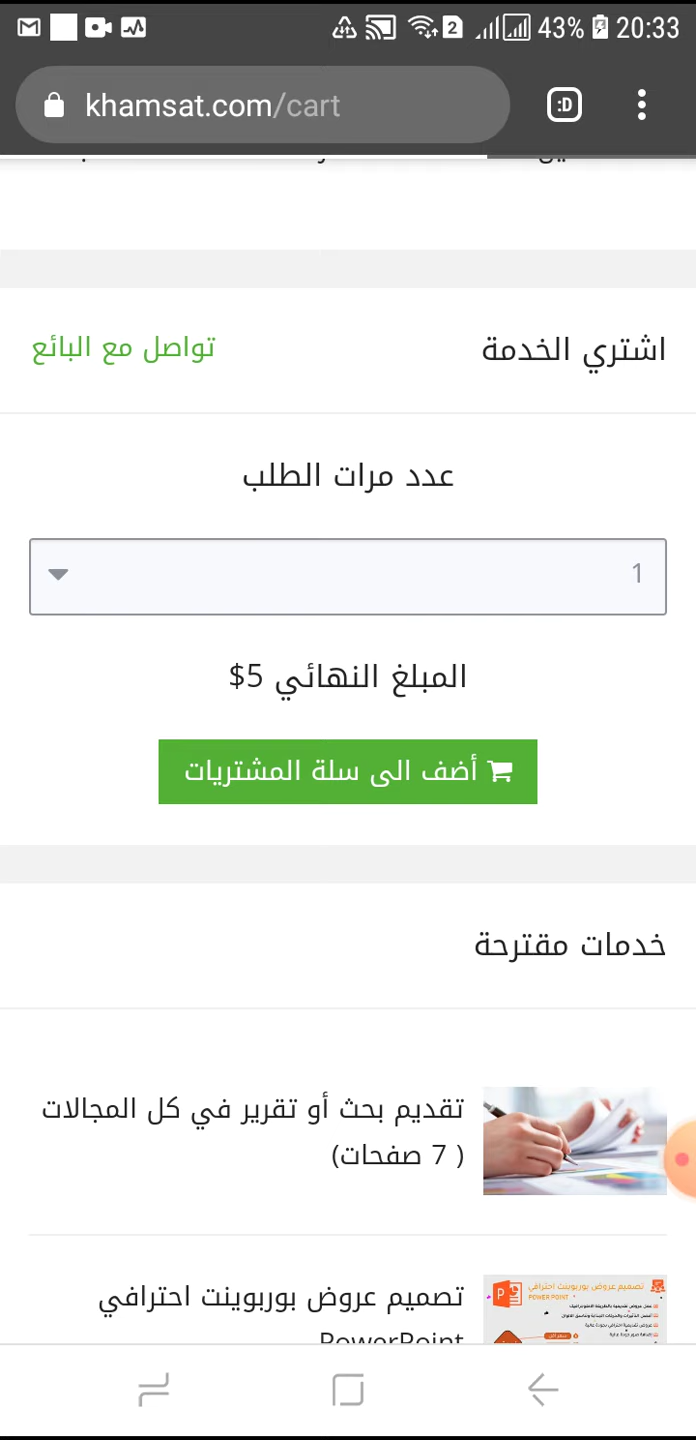 2 43% 20:33
khamsat.com/cart
:D
اشتري الخدمة
تواصل مع البائع
عدد مرات الطلب
1
المبلغ النهائي 5$
أضف الى سلة المشتريات
خدمات مقترحة
تقديم بحث أو تقرير في كل المجالات
( 7 صفحات)
تصميم عروض بوربوينت احترافي
PowerPoint
تصميم عروض بوربوينت احترافي
POWER POINT